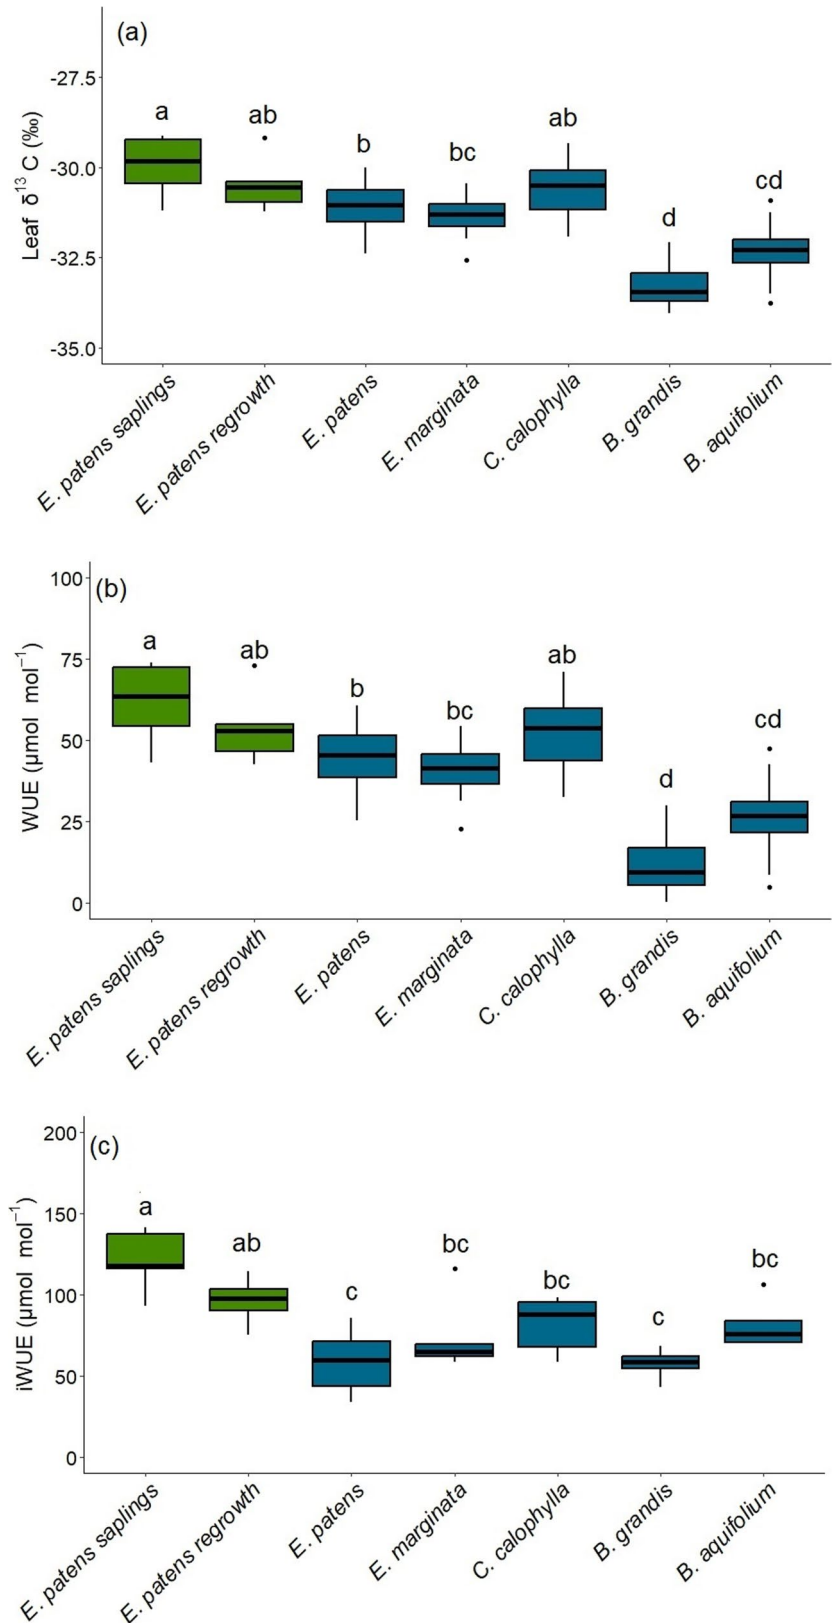 (a)
Leaf δ¹³ C (‰)
-27.5
-30.0
-32.5
-35.0
a
ab
b
bc
ab
d
cd
E. patens saplings
E. patens regrowth
E. patens
E. marginata
C. calophylla
B. grandis
B. aquifolium
(b)
WUE (µmol mol⁻¹)
100
75
50
25
0
a
ab
b
bc
ab
d
cd
E. patens saplings
E. patens regrowth
E. patens
E. marginata
C. calophylla
B. grandis
B. aquifolium
(c)
iWUE (µmol mol⁻¹)
200
150
100
50
0
a
ab
c
bc
bc
c
bc
E. patens saplings
E. patens regrowth
E. patens
E. marginata
C. calophylla
B. grandis
B. aquifolium